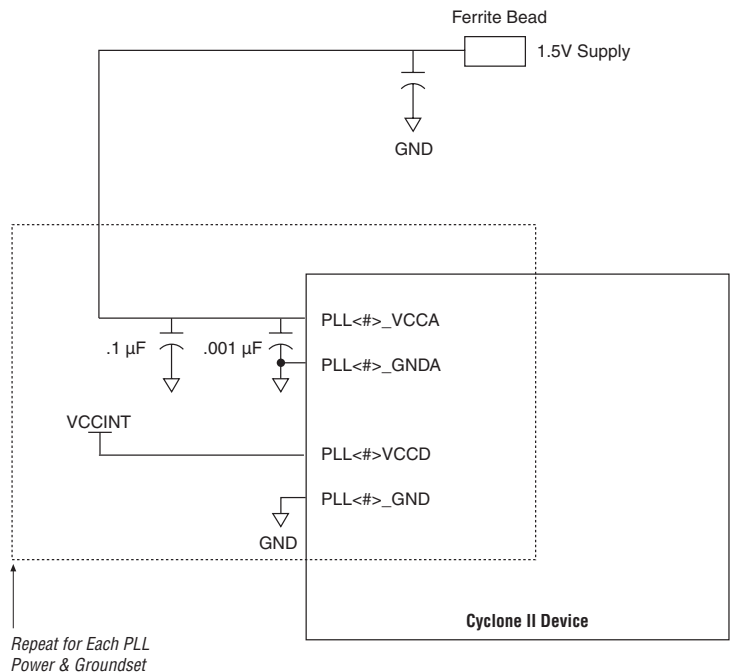 Ferrite Bead
1.5V Supply
GND
PLL<#>_VCCA
.1 µF
.001 µF
PLL<#>_GNDA
VCCINT
PLL<#>VCCD
PLL<#>_GND
GND
Cyclone II Device
Repeat for Each PLL
Power & Groundset